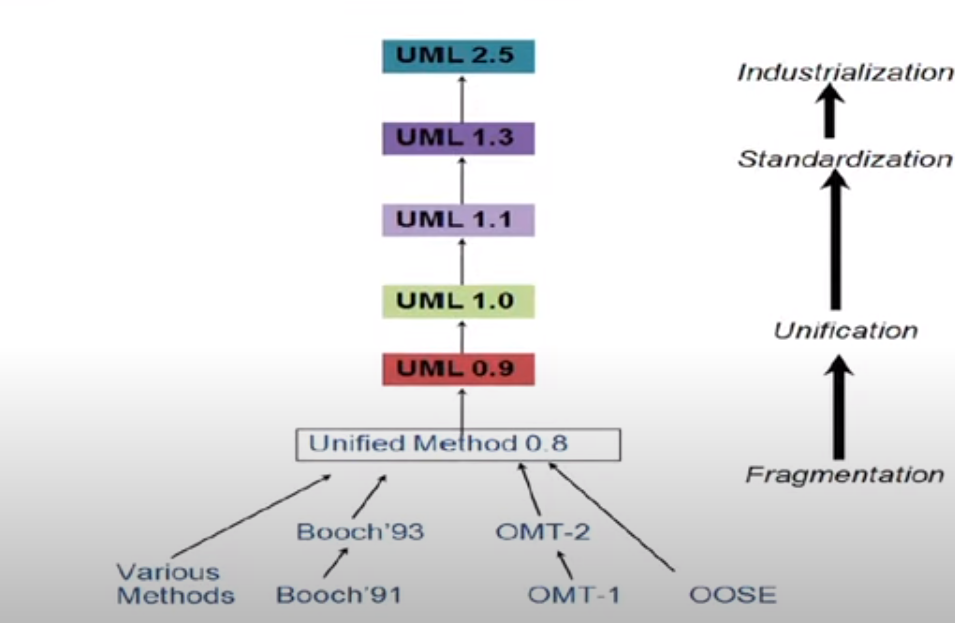 UML 2.5
Industrialization
UML 1.3
Standardization
UML 1.1
UML 1.0
Unification
UML 0.9
Unified Method 0.8
Fragmentation
Booch'93
OMT-2
Various
Methods
Booch'91
OMT-1
OOSE